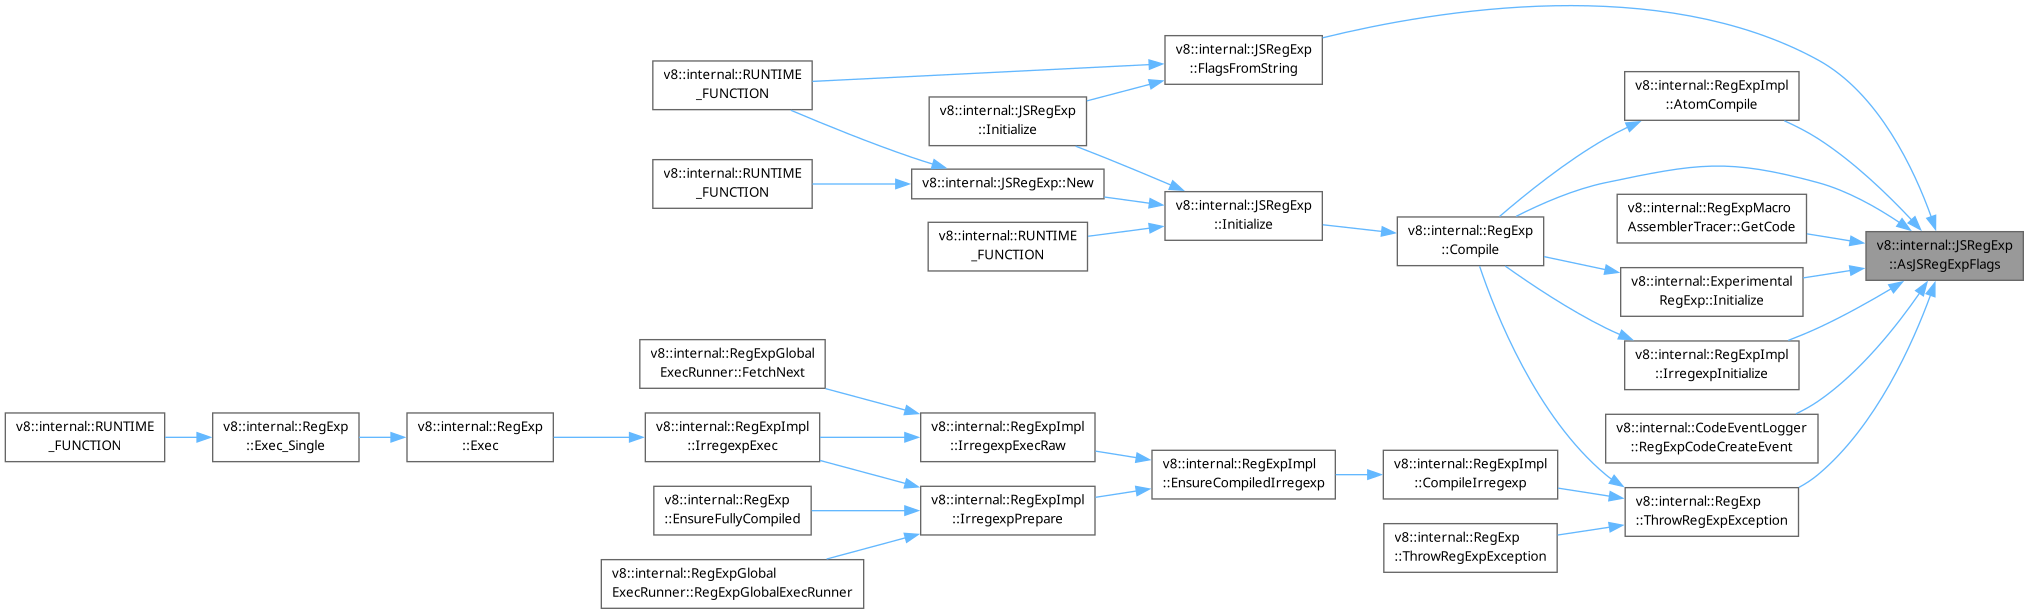 v8::internal::JSRegExp
::FlagsFromString
v8::internal::RUNTIME
_FUNCTION
v8::internal::RegExpImpl
::AtomCompile
v8::internal::JSRegExp
::Initialize
v8::internal::RUNTIME
_FUNCTION
v8::internal::JSRegExp::New
v8::internal::JSRegExp
::Initialize
v8::internal::RegExpMacro
AssemblerTracer::GetCode
v8::internal::RegExp
::Compile
v8::internal::RUNTIME
_FUNCTION
v8::internal::JSRegExp
::AsJSRegExpFlags
v8::internal::Experimental
RegExp::Initialize
v8::internal::RegExpGlobal
ExecRunner::FetchNext
v8::internal::RegExpImpl
::IrregexpInitialize
v8::internal::RUNTIME
_FUNCTION
v8::internal::RegExp
::Exec_Single
v8::internal::RegExp
::Exec
v8::internal::RegExpImpl
::IrregexpExec
v8::internal::RegExpImpl
::IrregexpExecRaw
v8::internal::CodeEventLogger
::RegExpCodeCreateEvent
v8::internal::RegExpImpl
::EnsureCompiledIrregexp
v8::internal::RegExpImpl
::CompileIrregexp
v8::internal::RegExp
::EnsureFullyCompiled
v8::internal::RegExpImpl
::IrregexpPrepare
v8::internal::RegExp
::ThrowRegExpException
v8::internal::RegExp
::ThrowRegExpException
v8::internal::RegExpGlobal
ExecRunner::RegExpGlobalExecRunner